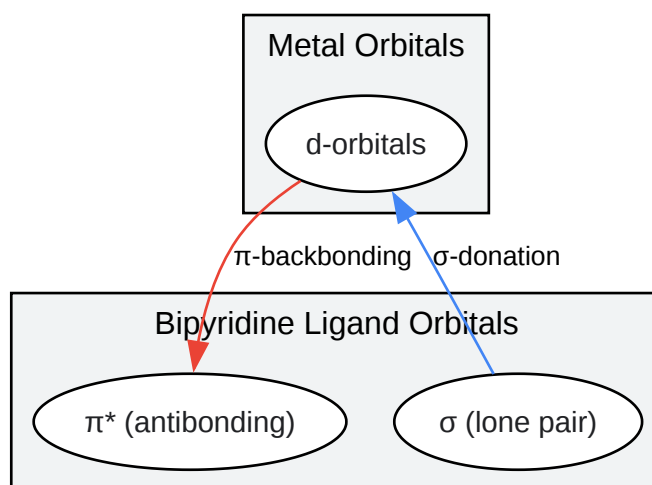 Metal Orbitals
d-orbitals
π-backbonding
σ-donation
Bipyridine Ligand Orbitals
π* (antibonding)
σ (lone pair)